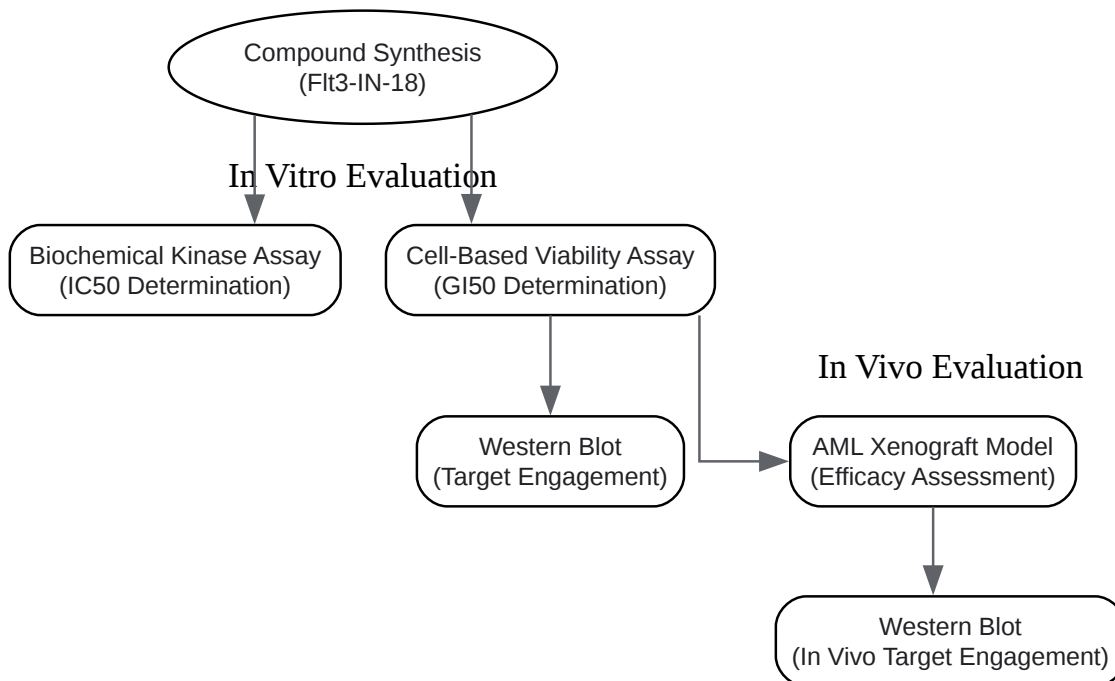 Compound Synthesis
(Flt3-IN-18)
In Vitro Evaluation
Biochemical Kinase Assay
(IC50 Determination)
Cell-Based Viability Assay
(GI50 Determination)
In Vivo Evaluation
Western Blot
(Target Engagement)
AML Xenograft Model
(Efficacy Assessment)
Western Blot
(In Vivo Target Engagement)